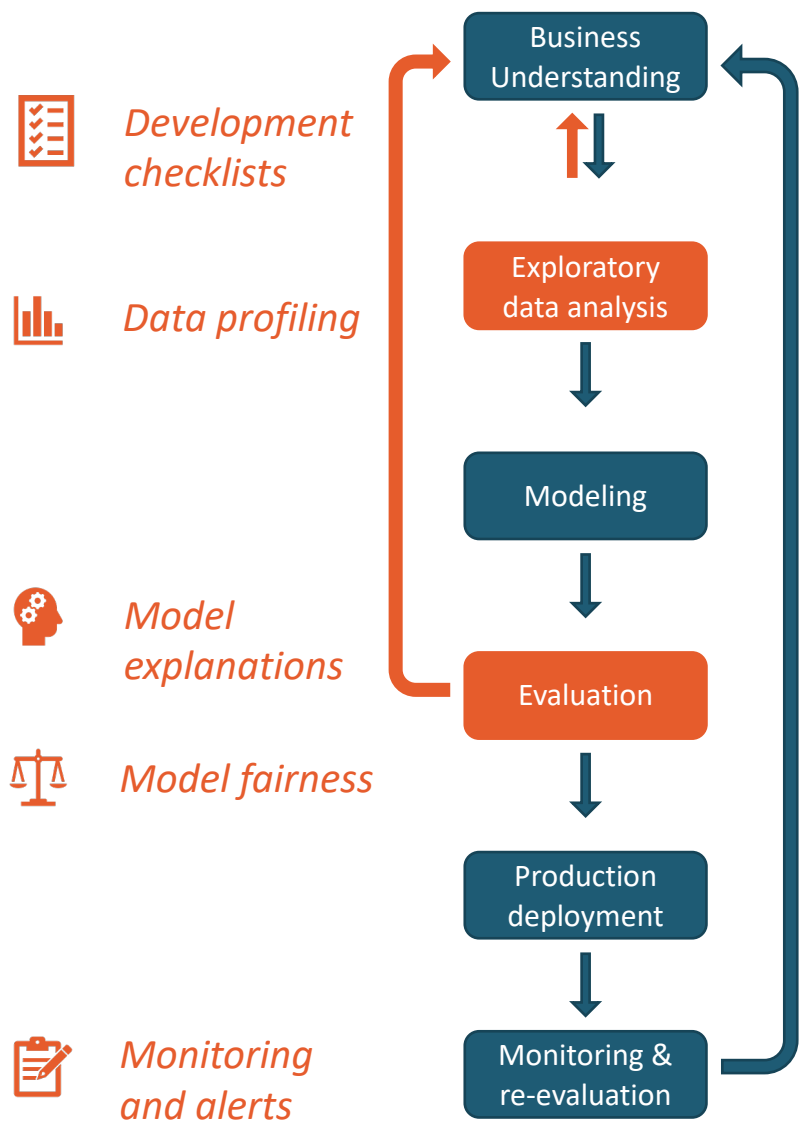 Business
Understanding
Development
checklists
Exploratory
data analysis
Data profiling
Modeling
Model
explanations
Evaluation
Model fairness
Production
deployment
Monitoring
and alerts
Monitoring &
re-evaluation